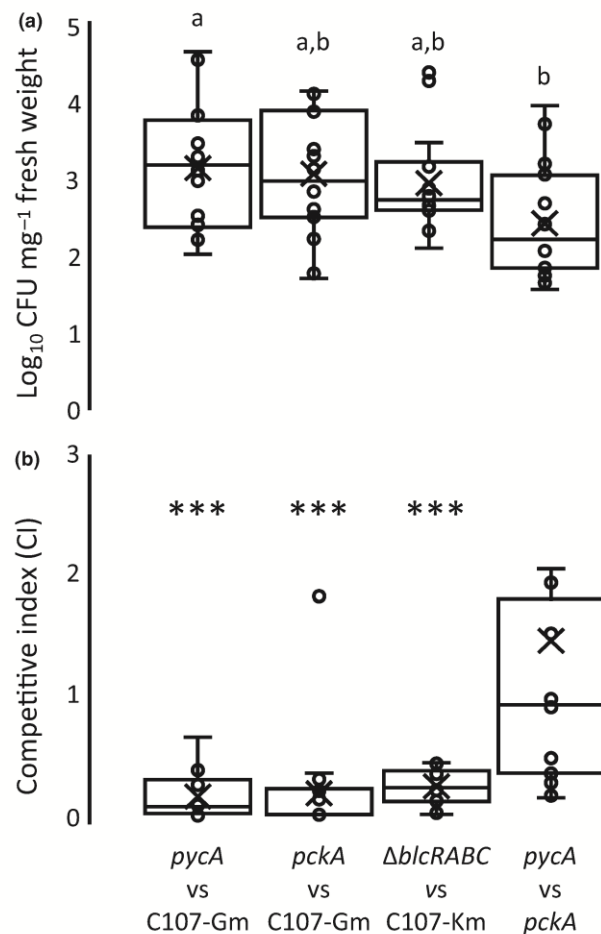 (a)
5
4
3
2
1
0
Log₁₀ CFU mg⁻¹ fresh weight
a
a,b
a,b
b
(b)
3
2
1
0
Competitive index (CI)
*** *** ***
pycA pckA ΔblcRABC pycA
vs vs vs vs
C107-Gm C107-Gm C107-Km pckA